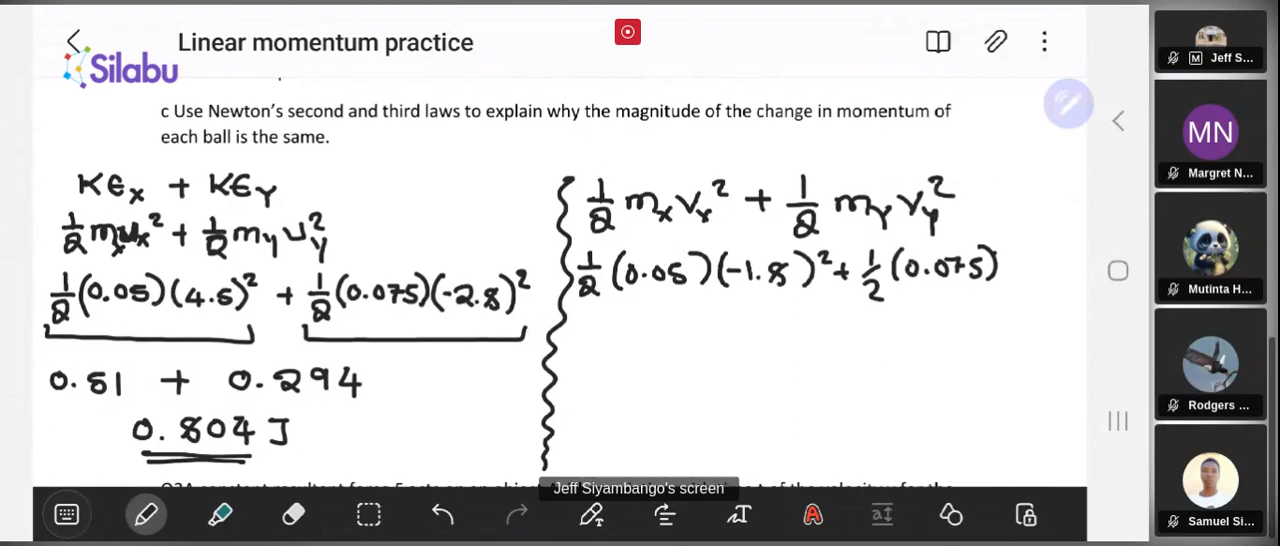 Linear momentum practice
Silabu
c Use Newton's second and third laws to explain why the magnitude of the change in momentum of
each ball is the same.
KEx + KEY
½mxux² + ½myuy²
½(0.05)(4.5)² + ½(0.075)(-2.8)²
0.51 + 0.294
0.804 J
½mxvx² + ½myvy²
½(0.05)(-1.8)² + ½(0.075)
Jeff Siyambango's screen
M Jeff S...
MN
Margret N...
Mutinta H...
Rodgers ...
Samuel Si...